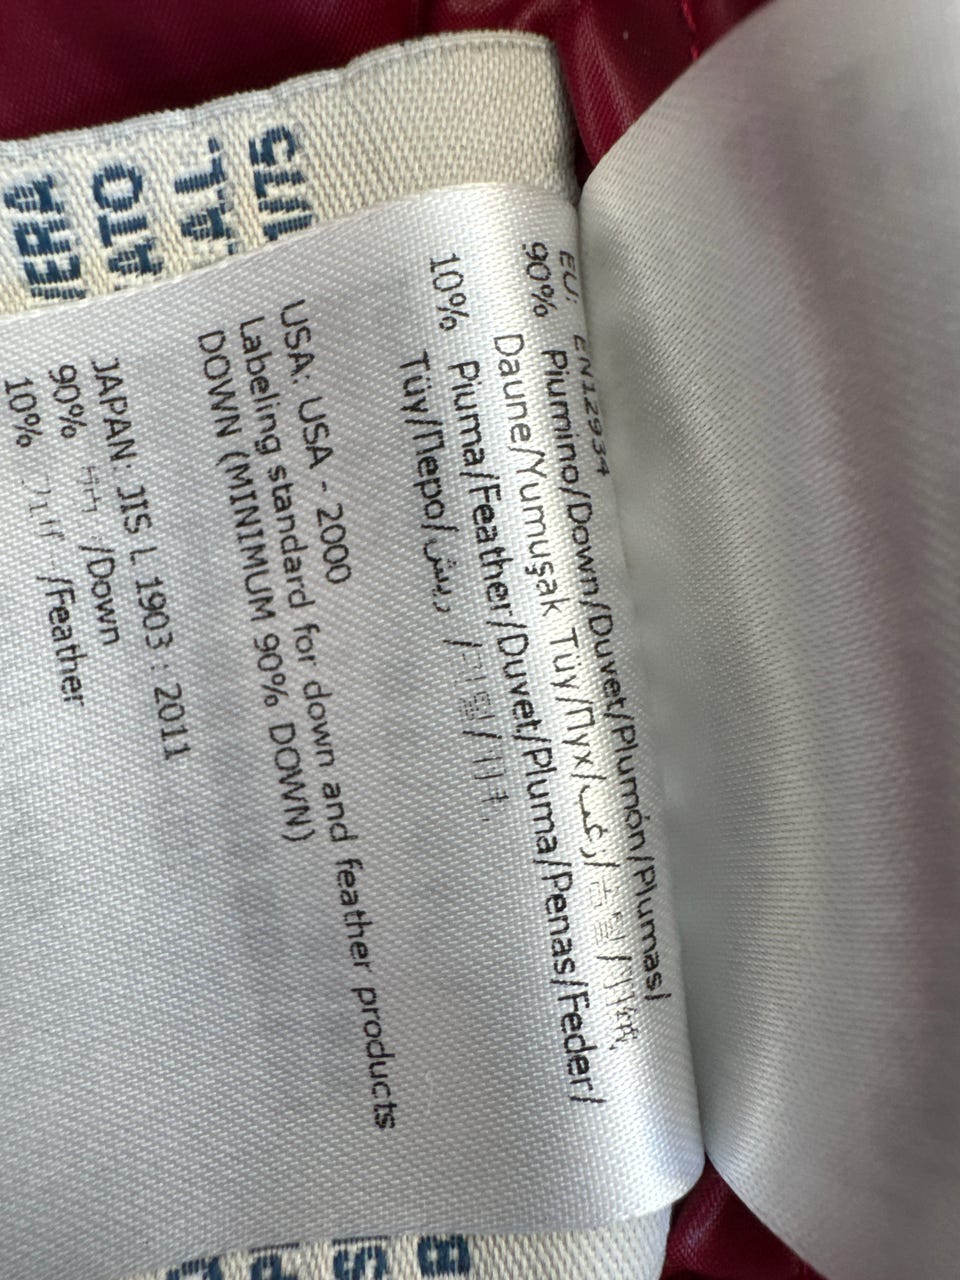 EU: EN12934
90% Piumino/Down/Duvet/Plumón/Plumas/
Daune/Yumuşak Tüy/Пух/زغب/
10% Piuma/Feather/Duvet/Pluma/Penas/Feder/
Tüy/Перо/ريش/
USA: USA - 2000
Labeling standard for down and feather products
DOWN (MINIMUM 90% DOWN)
JAPAN: JIS L 1903 : 2011
90% /Down
10% /Feather